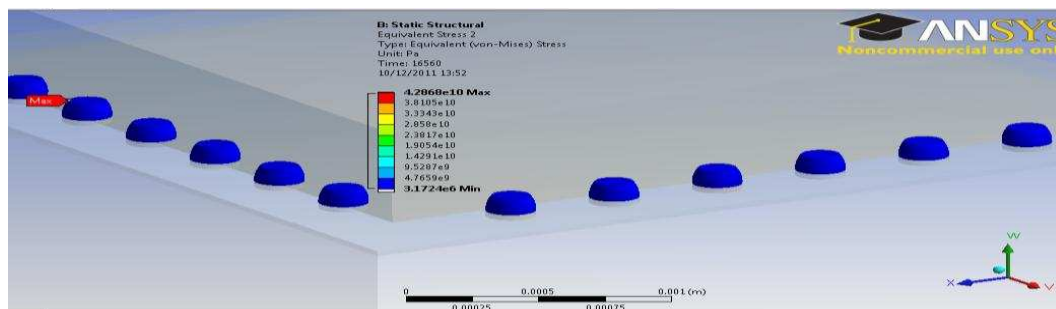 B: Static Structural
Equivalent Stress 2
Type: Equivalent (von-Mises) Stress
Unit: Pa
Time: 16560
10/12/2011 13:52
ANSYS
Noncommercial use only
Max
4.2868e10 Max
3.8105e10
3.3343e10
2.858e10
2.3817e10
1.9054e10
1.4291e10
9.5287e9
4.7659e9
3.1724e6 Min
W
X
V
0 0.0005 0.001 (m)
0.00025 0.00075